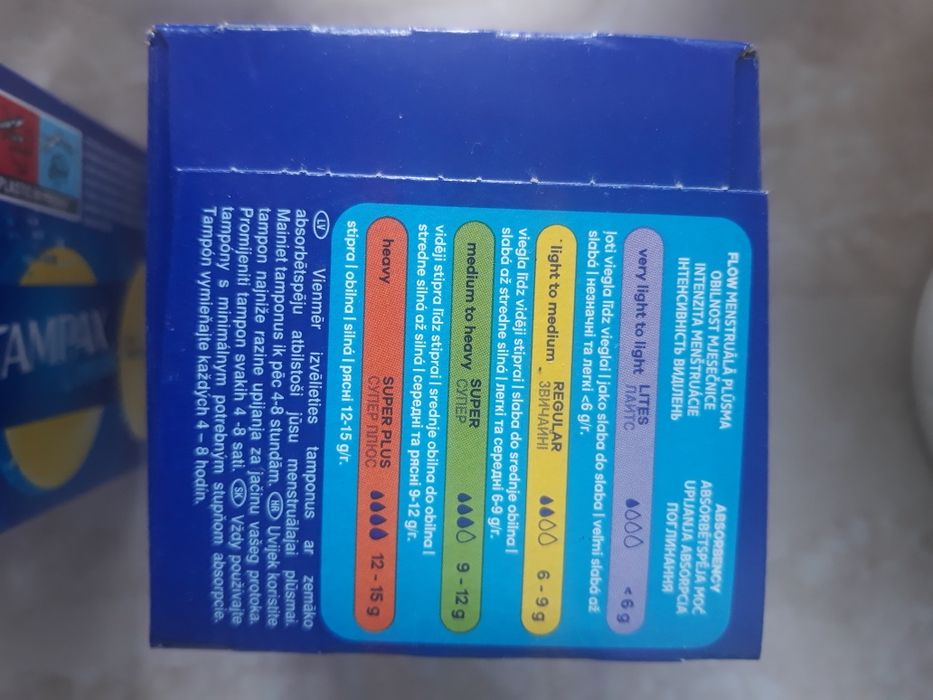 FLOW MENSTRUĀLĀ PLŪSMA
OBILNOST MJESEČNICE
INTENZITA MENŠTRUÁCIE
ІНТЕНСИВНІСТЬ ВИДІЛЕНЬ
ABSORBENCY
ABSORBĒTSPĒJA MOĆ
UPIJANJA ABSORPCIA
ПОГЛИНАННЯ
very light to light LITES <6 g
ЛАЙТС
ļoti viegla līdz vieglai | jako slaba do slaba | veľmi slabá až
slabá | незначні та легкі <6 g/г.
light to medium REGULAR 6 – 9 g
ЗВИЧАЙНІ
viegla līdz vidēji stiprai | slaba do srednje obilna |
slabá až stredne silná | легкі та середні 6-9 g/г.
medium to heavy SUPER 9 – 12 g
СУПЕР
vidēji stipra līdz stiprai | srednje obilna do obilna |
stredne silná až silná | середні та рясні 9-12 g/г.
heavy SUPER PLUS 12 – 15 g
СУПЕР ПЛЮС
stipra | obilna | silná | рясні 12-15 g/г.
LV Vienmēr izvēlieties tamponus ar zemāko
absorbētspēju atbilstoši jūsu menstruālajai plūsmai.
Mainiet tamponus ik pēc 4-8 stundām. HR Uvijek koristite
tampon najniže razine upijanja za jačinu vašeg protoka.
Promijeniti tampon svakih 4 -8 sati. SK Vždy používajte
tampóny s minimálnym potrebným stupňom absorpcie.
Tampón vymieňajte každých 4 – 8 hodín.
TAMPAX